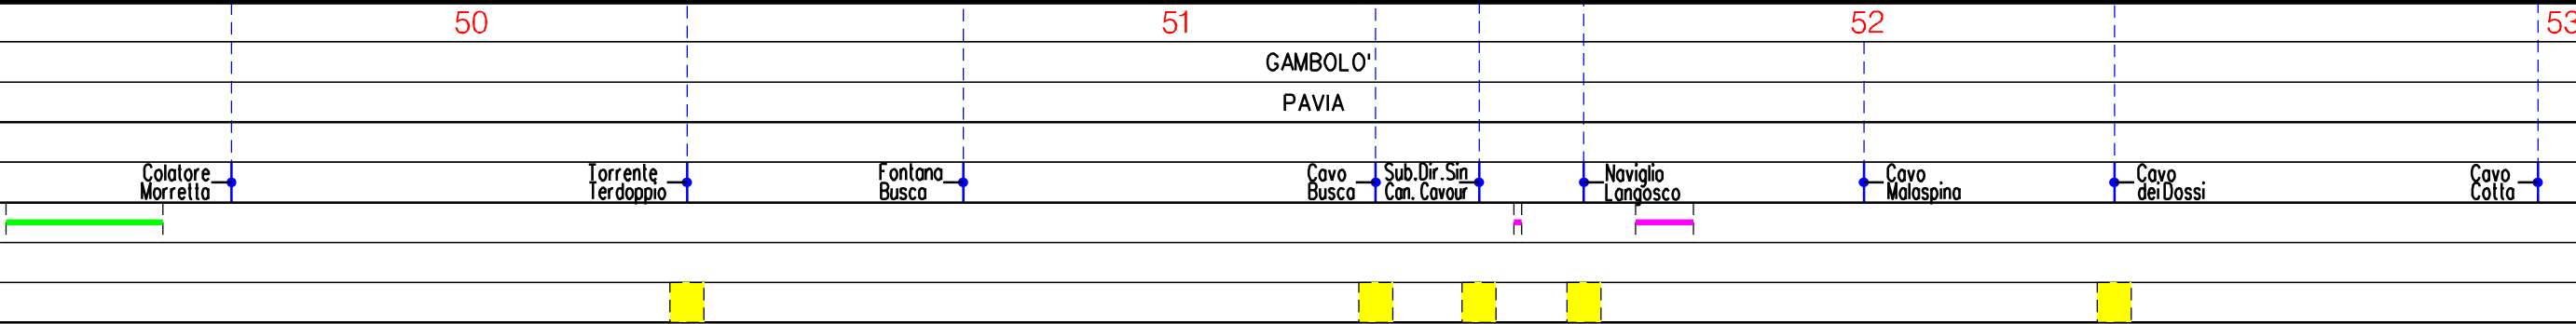 50 51 52 53
GAMBOLO'
PAVIA
Colatore
Morretta
Torrente
Terdoppio
Fontana
Busca
Cavo
Busca
Sub.Dir.Sin
Can. Cavour
Naviglio
Langosco
Cavo
Malaspina
Cavo
dei Dossi
Cavo
Cotta